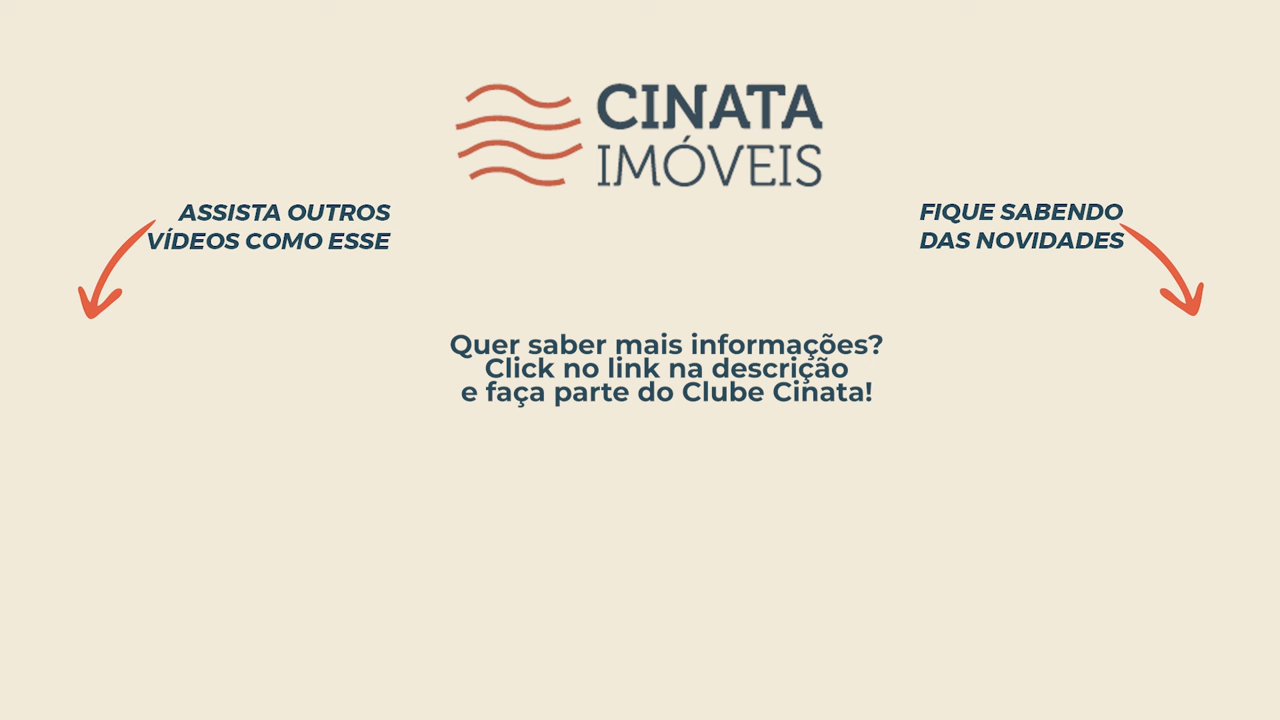 CINATA
IMÓVEIS
ASSISTA OUTROS
VÍDEOS COMO ESSE
FIQUE SABENDO
DAS NOVIDADES
Quer saber mais informações?
Click no link na descrição
e faça parte do Clube Cinata!